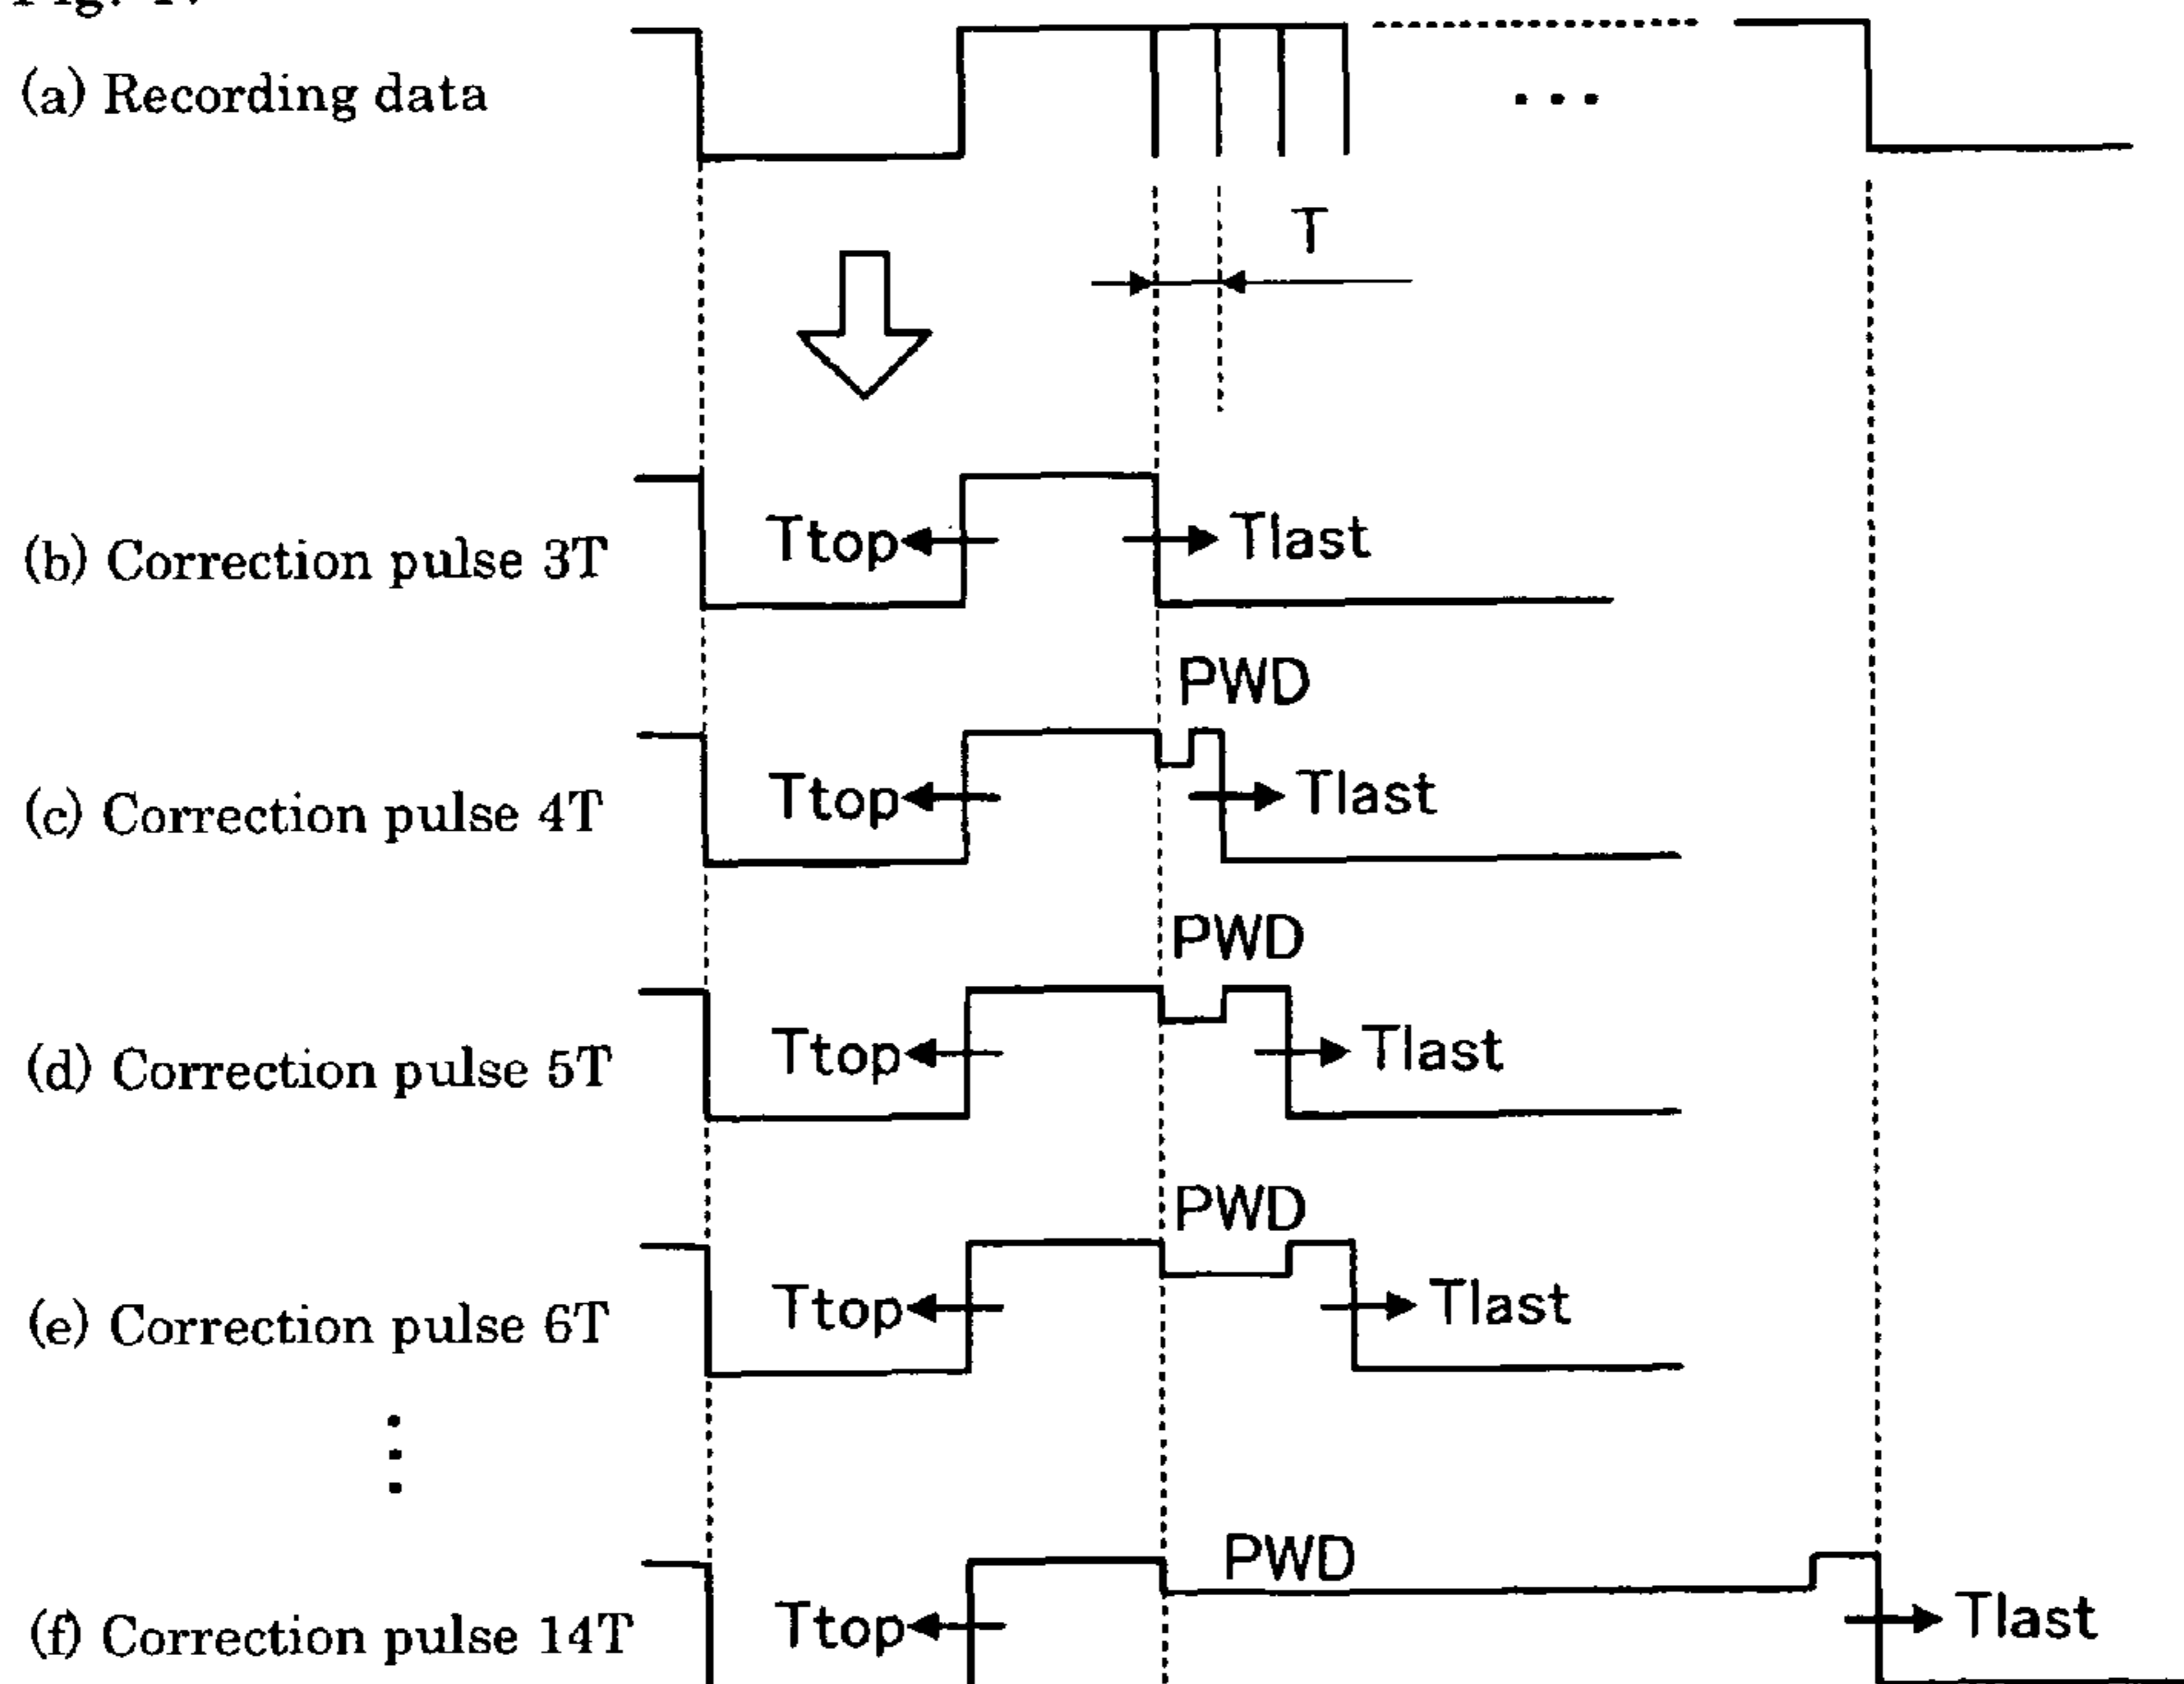 (a) Recording data
T
(b) Correction pulse 3T
Ttop
Tlast
PWD
(c) Correction pulse 4T
Ttop
Tlast
PWD
(d) Correction pulse 5T
Ttop
Tlast
PWD
(e) Correction pulse 6T
Ttop
Tlast
PWD
(f) Correction pulse 14T
Ttop
Tlast